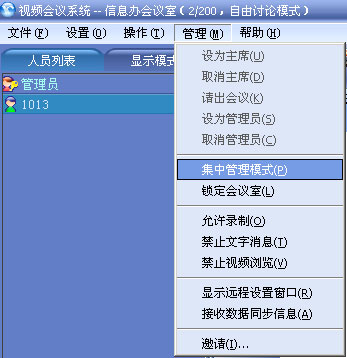 视频会议系统 -- 信息办会议室(2/200，自由讨论模式)
文件(F) 设置(O) 操作(T) 管理(M) 帮助(H)
人员列表 显示模式
管理员
1013
设为主席(U)
取消主席(D)
请出会议(K)
设为管理员(S)
取消管理员(C)
集中管理模式(P)
锁定会议室(L)
允许录制(O)
禁止文字消息(T)
禁止视频浏览(V)
显示远程设置窗口(R)
接收数据同步信息(A)
邀请(I)...